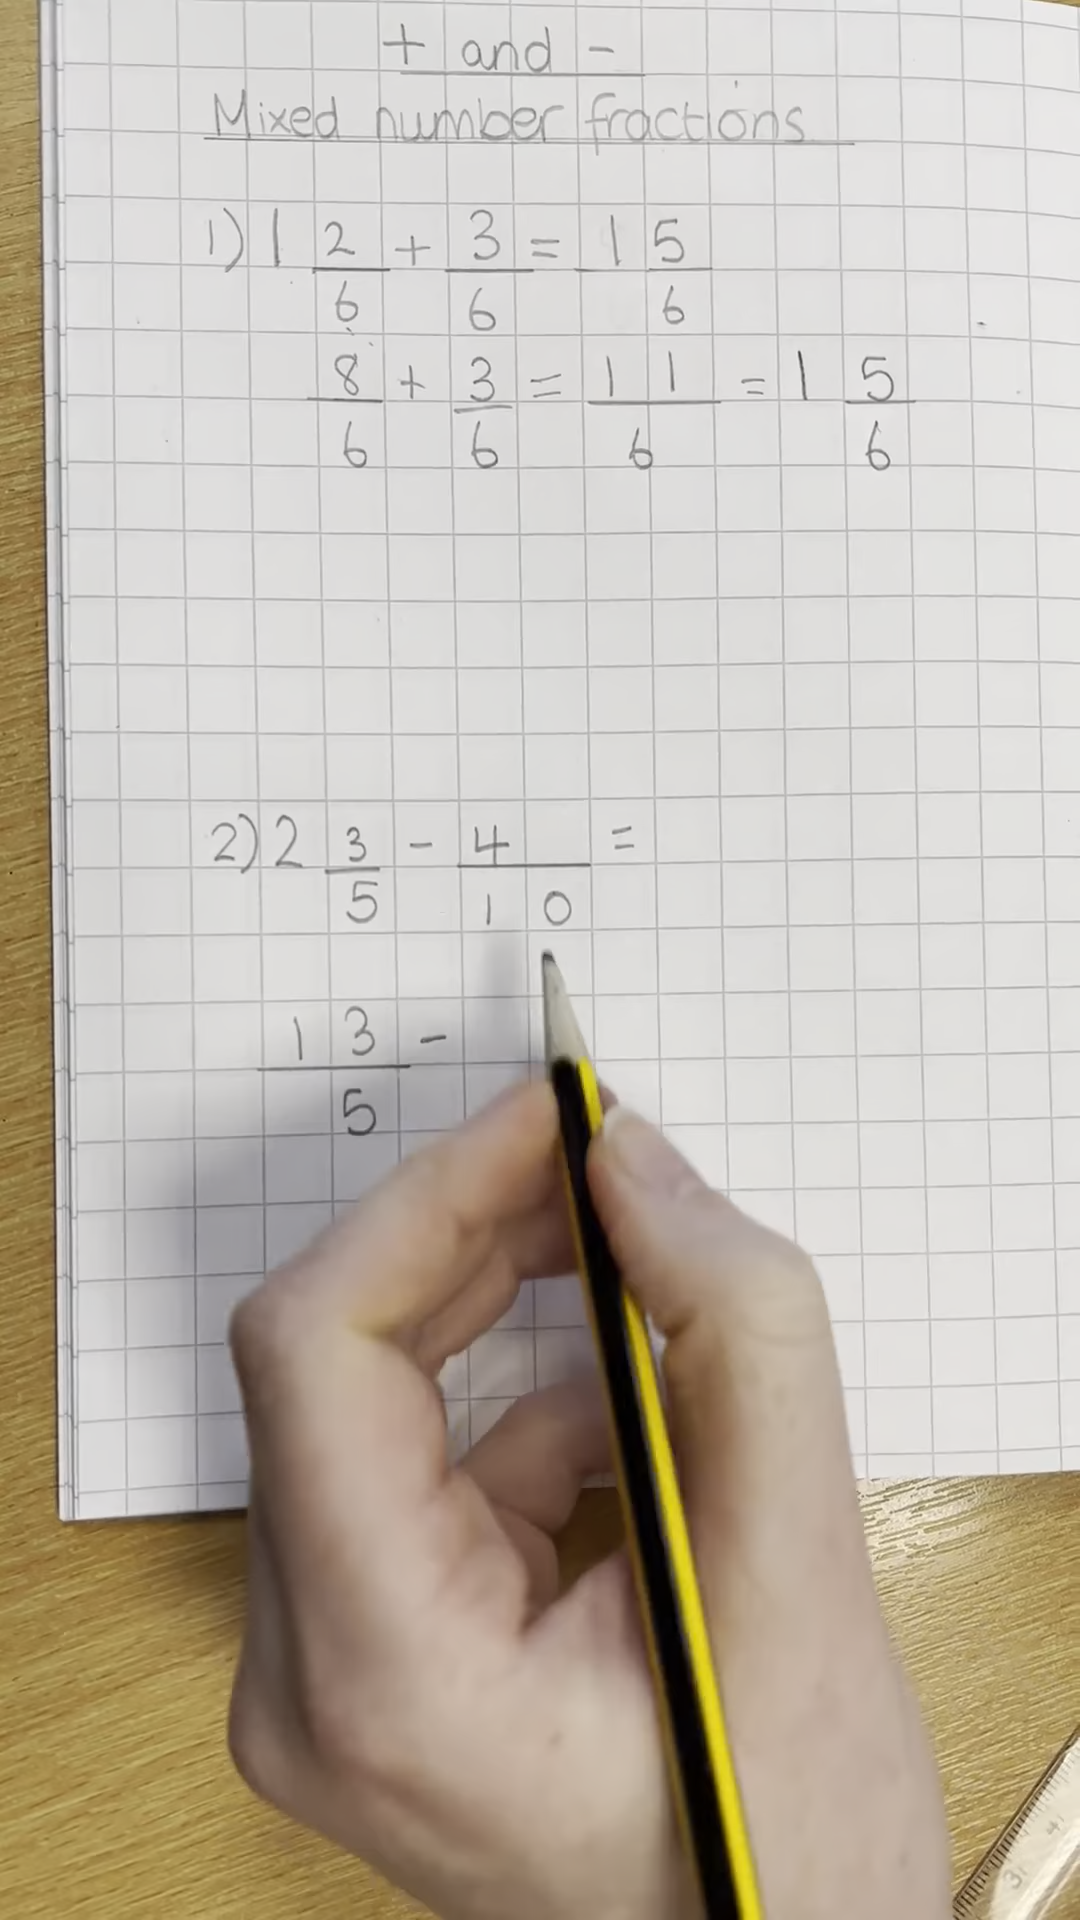 + and -
Mixed number fractions
1) 1 2/6 + 3/6 = 1 5/6
8/6 + 3/6 = 11/6 = 1 5/6
2) 2 3/5 - 4/10 =
13/5 -
31